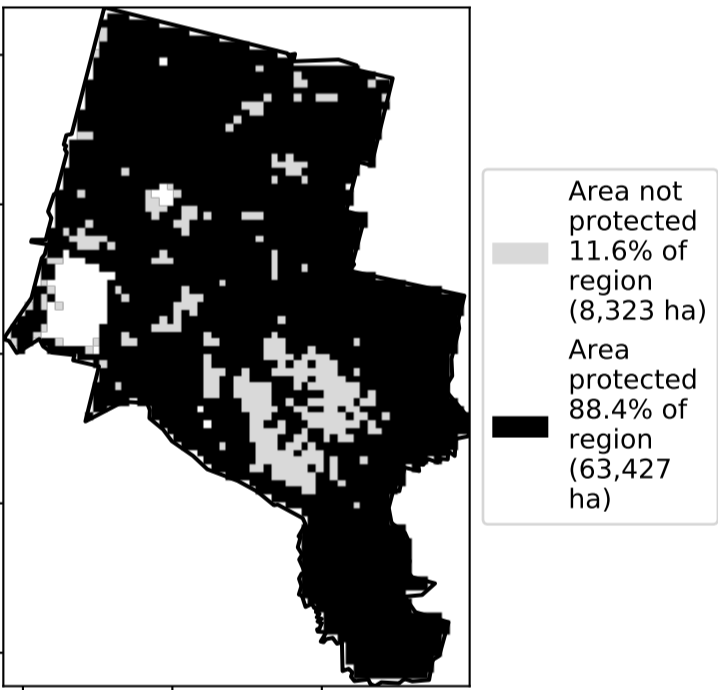 Area not
protected
11.6% of
region
(8,323 ha)
Area
protected
88.4% of
region
(63,427
ha)